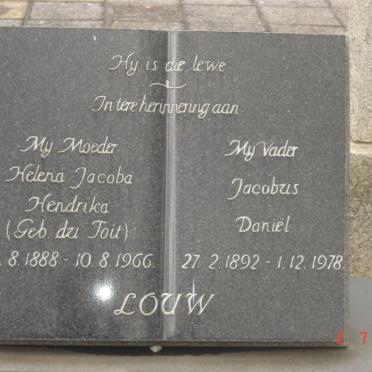 Hy is die lewe
In tere herinnering aan
My Moeder
Helena Jacoba
Hendrika
(Geb. du Toit)
. 8. 1888 - 10. 8. 1966.
My Vader
Jacobus
Daniël
27. 2. 1892 - 1. 12. 1978.
LOUW